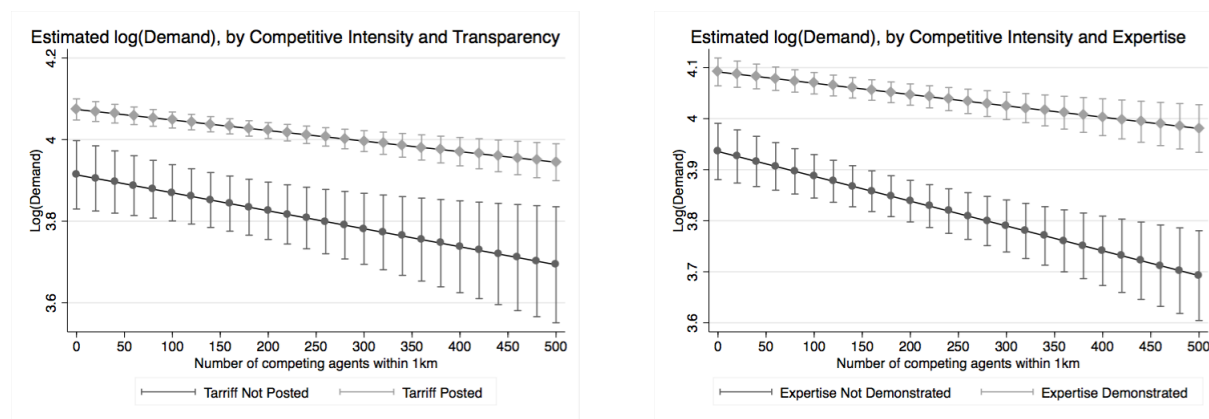 Estimated log(Demand), by Competitive Intensity and Transparency
4.2
4
3.8
3.6
Log(Demand)
0 50 100 150 200 250 300 350 400 450 500
Number of competing agents within 1km
Tarriff Not Posted Tarriff Posted
Estimated log(Demand), by Competitive Intensity and Expertise
4.1
4
3.9
3.8
3.7
3.6
Log(Demand)
0 50 100 150 200 250 300 350 400 450 500
Number of competing agents within 1km
Expertise Not Demonstrated Expertise Demonstrated